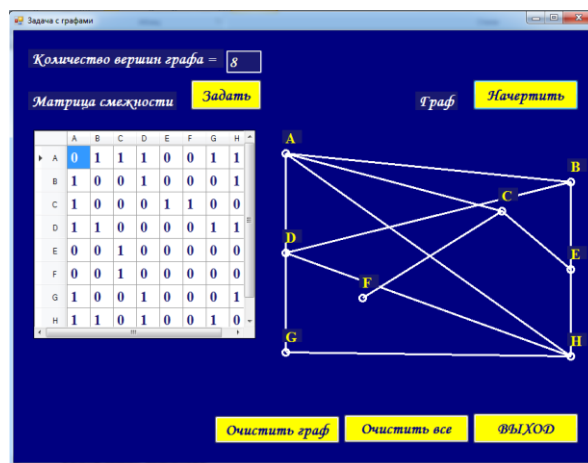 Задача с графами
Количество вершин графа = 8
Матрица смежности Задать
Граф Начертить
A B C D E F G H
A 0 1 1 1 0 0 1 1
B 1 0 0 1 0 0 0 1
C 1 0 0 0 1 1 0 0
D 1 1 0 0 0 0 1 1
E 0 0 1 0 0 0 0 0
F 0 0 1 0 0 0 0 0
G 1 0 0 1 0 0 0 1
H 1 1 0 1 0 0 1 0
A
B
C
D
E
F
G
H
Очистить граф Очистить все ВЫХОД